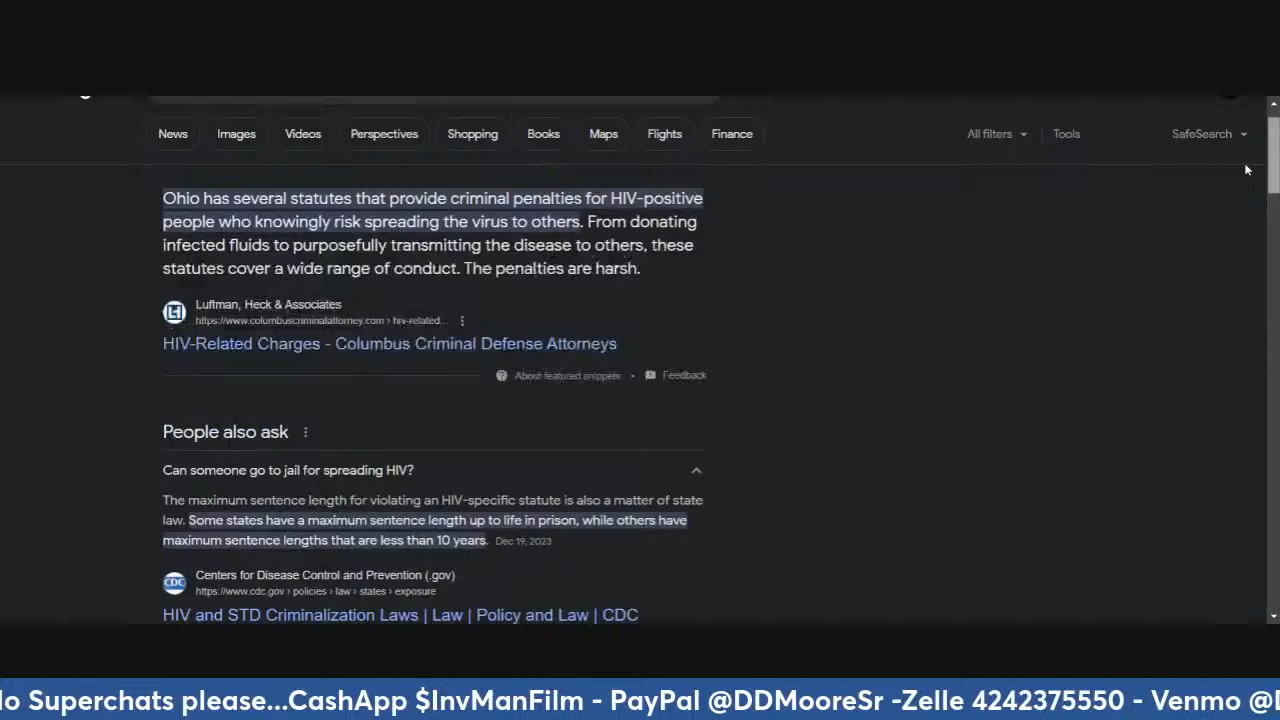 News Images Videos Perspectives Shopping Books Maps Flights Finance All filters Tools SafeSearch
Ohio has several statutes that provide criminal penalties for HIV-positive
people who knowingly risk spreading the virus to others. From donating
infected fluids to purposefully transmitting the disease to others, these
statutes cover a wide range of conduct. The penalties are harsh.
Luftman, Heck & Associates
https://www.columbuscriminalattorney.com › hiv-related...
HIV-Related Charges - Columbus Criminal Defense Attorneys
About featured snippets • Feedback
People also ask
Can someone go to jail for spreading HIV?
The maximum sentence length for violating an HIV-specific statute is also a matter of state
law. Some states have a maximum sentence length up to life in prison, while others have
maximum sentence lengths that are less than 10 years. Dec 19, 2023
CDC
Centers for Disease Control and Prevention (.gov)
https://www.cdc.gov › policies › law › states › exposure
HIV and STD Criminalization Laws | Law | Policy and Law | CDC
Superchats please...CashApp $InvManFilm - PayPal @DDMooreSr -Zelle 4242375550 - Venmo